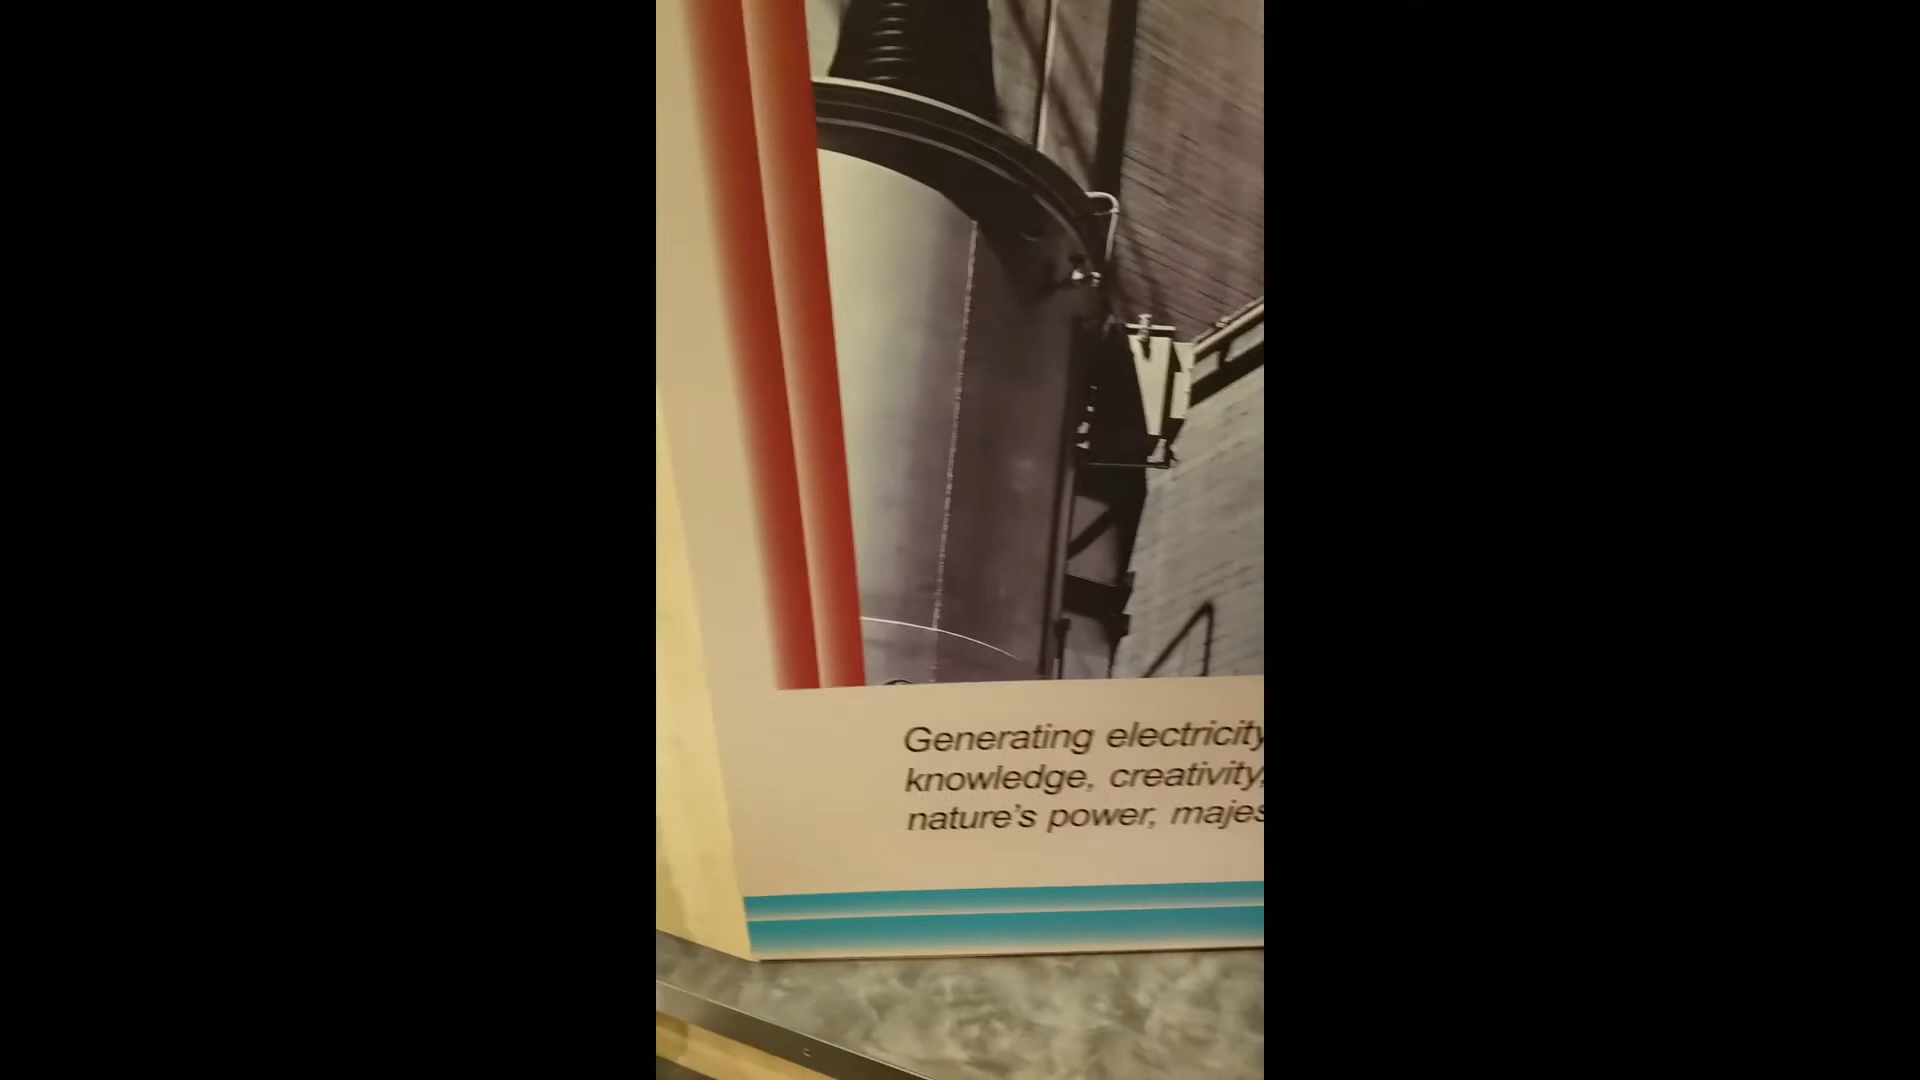 Generating electricity
knowledge, creativity,
nature's power, majes